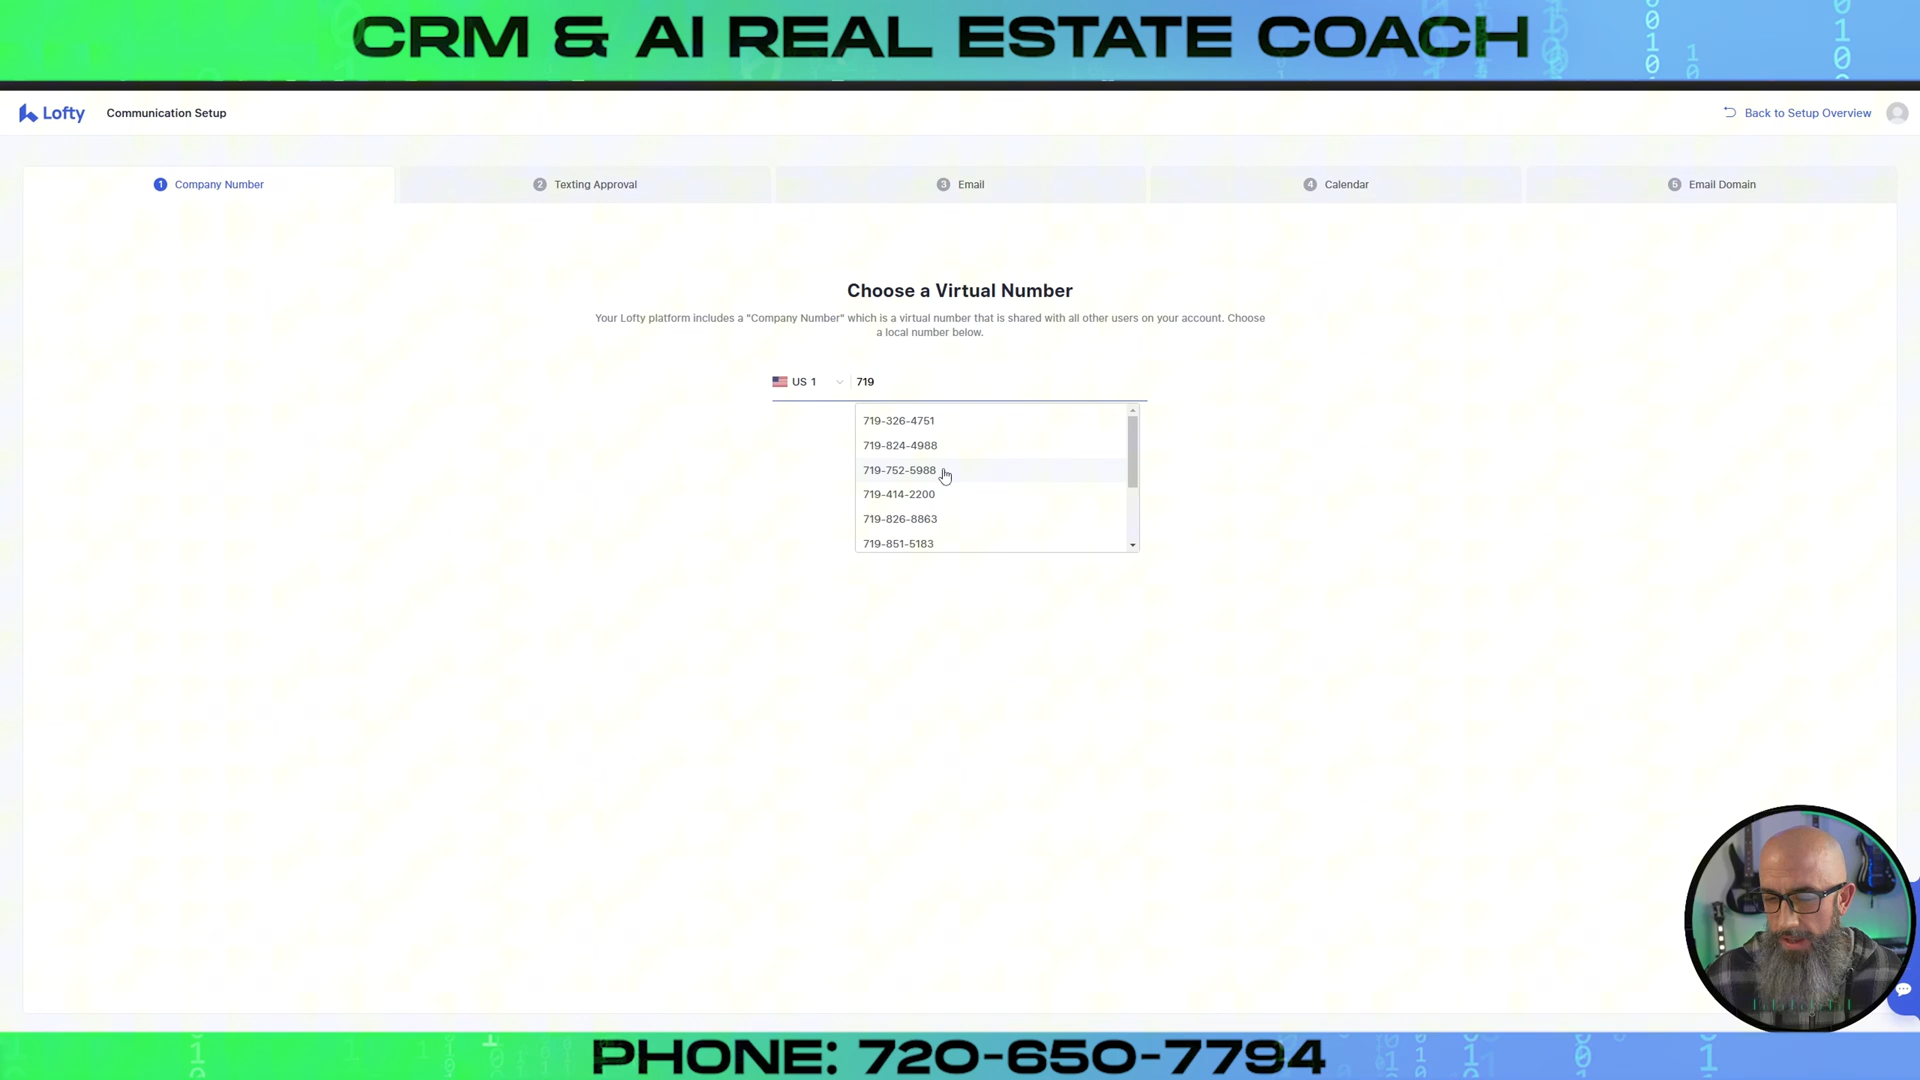 CRM & AI REAL ESTATE COACH
Lofty
Communication Setup
Back to Setup Overview
1 Company Number
2 Texting Approval
3 Email
4 Calendar
5 Email Domain
Choose a Virtual Number
Your Lofty platform includes a "Company Number" which is a virtual number that is shared with all other users on your account. Choose
a local number below.
US 1
719
719-326-4751
719-824-4988
719-752-5988
719-414-2200
719-826-8863
719-851-5183
PHONE: 720-650-7794